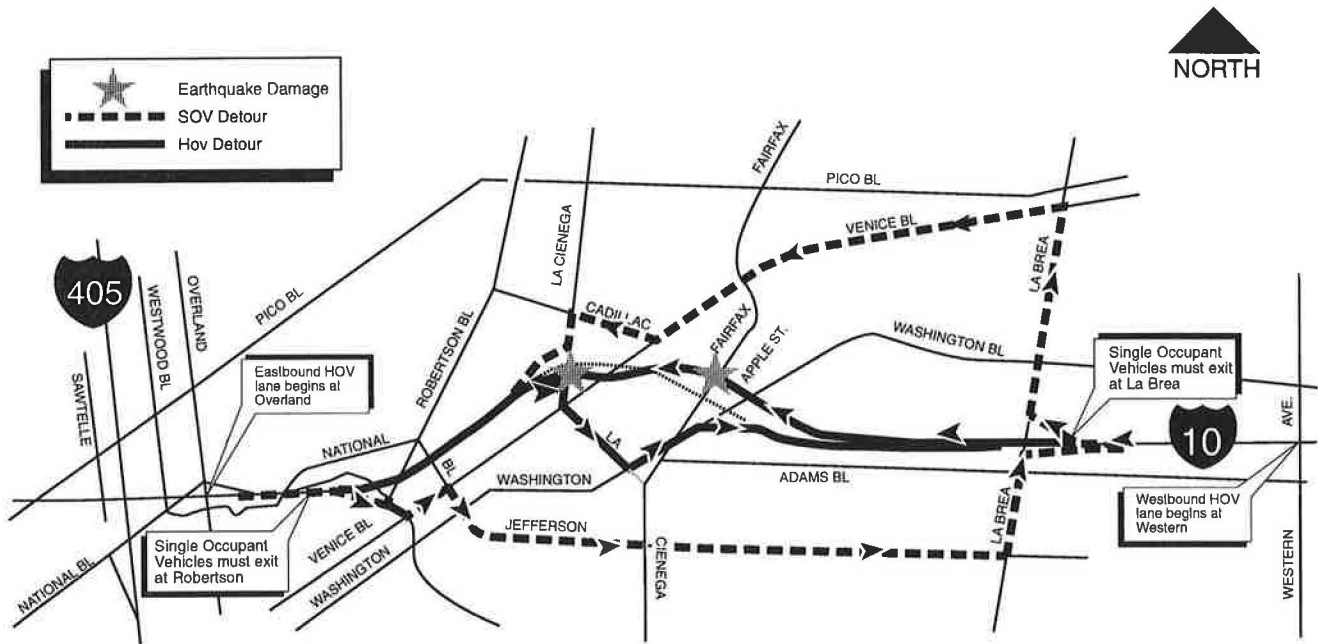 NORTH
Earthquake Damage
SOV Detour
Hov Detour
405
SAWTELLE
WESTWOOD BL
OVERLAND
PICO BL
Eastbound HOV
lane begins at
Overland
ROBERTSON BL
LA CIENEGA
CADILLAC
FAIRFAX
PICO BL
VENICE BL
LA BREA
FAIRFAX
APPLE ST.
WASHINGTON BL
Single Occupant
Vehicles must exit
at La Brea
10
AVE.
WESTERN
Westbound HOV
lane begins at
Western
NATIONAL
BL
LA
CIENEGA
WASHINGTON
ADAMS BL
LA BREA
JEFFERSON
Single Occupant
Vehicles must exit
at Robertson
VENICE BL
WASHINGTON
NATIONAL BL